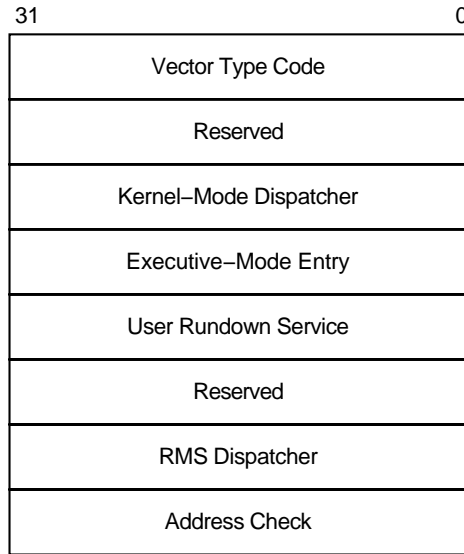 31 0
Vector Type Code
Reserved
Kernel−Mode Dispatcher
Executive−Mode Entry
User Rundown Service
Reserved
RMS Dispatcher
Address Check